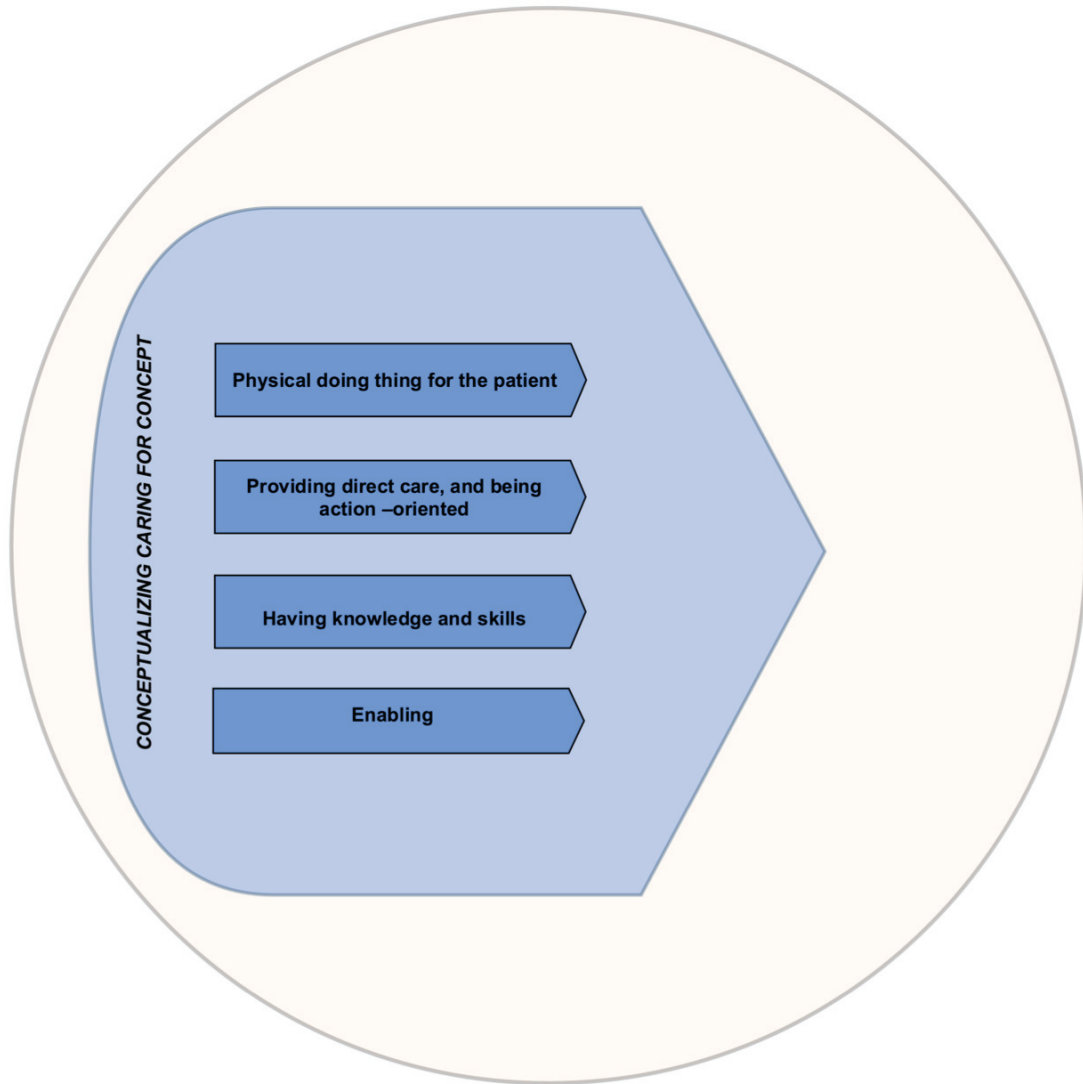 CONCEPTUALIZING CARING FOR CONCEPT
Physical doing thing for the patient
Providing direct care, and being
action –oriented
Having knowledge and skills
Enabling